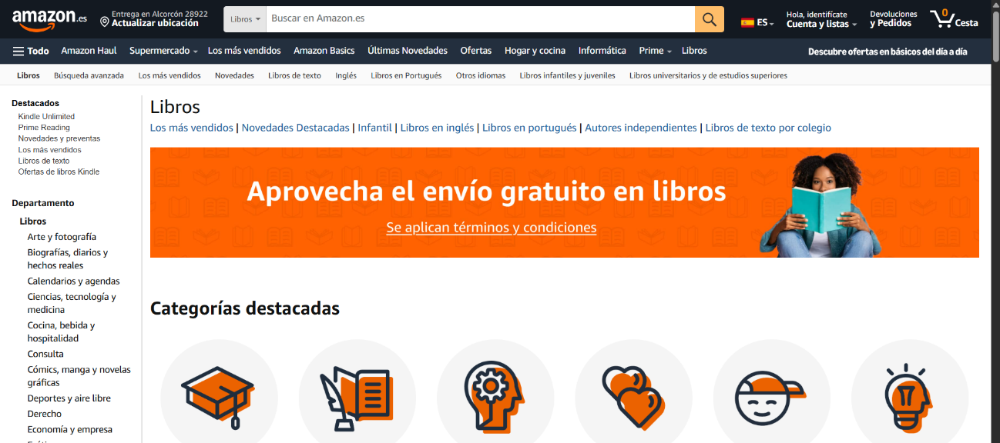 amazon.es
Entrega en Alcorcón 28922
Actualizar ubicación
Libros
Buscar en Amazon.es
ES
Hola, identifícate
Cuenta y listas
Devoluciones
y Pedidos
0
Cesta
Todo
Amazon Haul
Supermercado
Los más vendidos
Amazon Basics
Últimas Novedades
Ofertas
Hogar y cocina
Informática
Prime
Libros
Descubre ofertas en básicos del día a día
Libros
Búsqueda avanzada
Los más vendidos
Novedades
Libros de texto
Inglés
Libros en Portugués
Otros idiomas
Libros infantiles y juveniles
Libros universitarios y de estudios superiores
Destacados
Kindle Unlimited
Prime Reading
Novedades y preventas
Los más vendidos
Libros de texto
Ofertas de libros Kindle
Departamento
Libros
Arte y fotografía
Biografías, diarios y
hechos reales
Calendarios y agendas
Ciencias, tecnología y
medicina
Cocina, bebida y
hospitalidad
Consulta
Cómics, manga y novelas
gráficas
Deportes y aire libre
Derecho
Economía y empresa
Libros
Los más vendidos | Novedades Destacadas | Infantil | Libros en inglés | Libros en portugués | Autores independientes | Libros de texto por colegio
Aprovecha el envío gratuito en libros
Se aplican términos y condiciones
Categorías destacadas